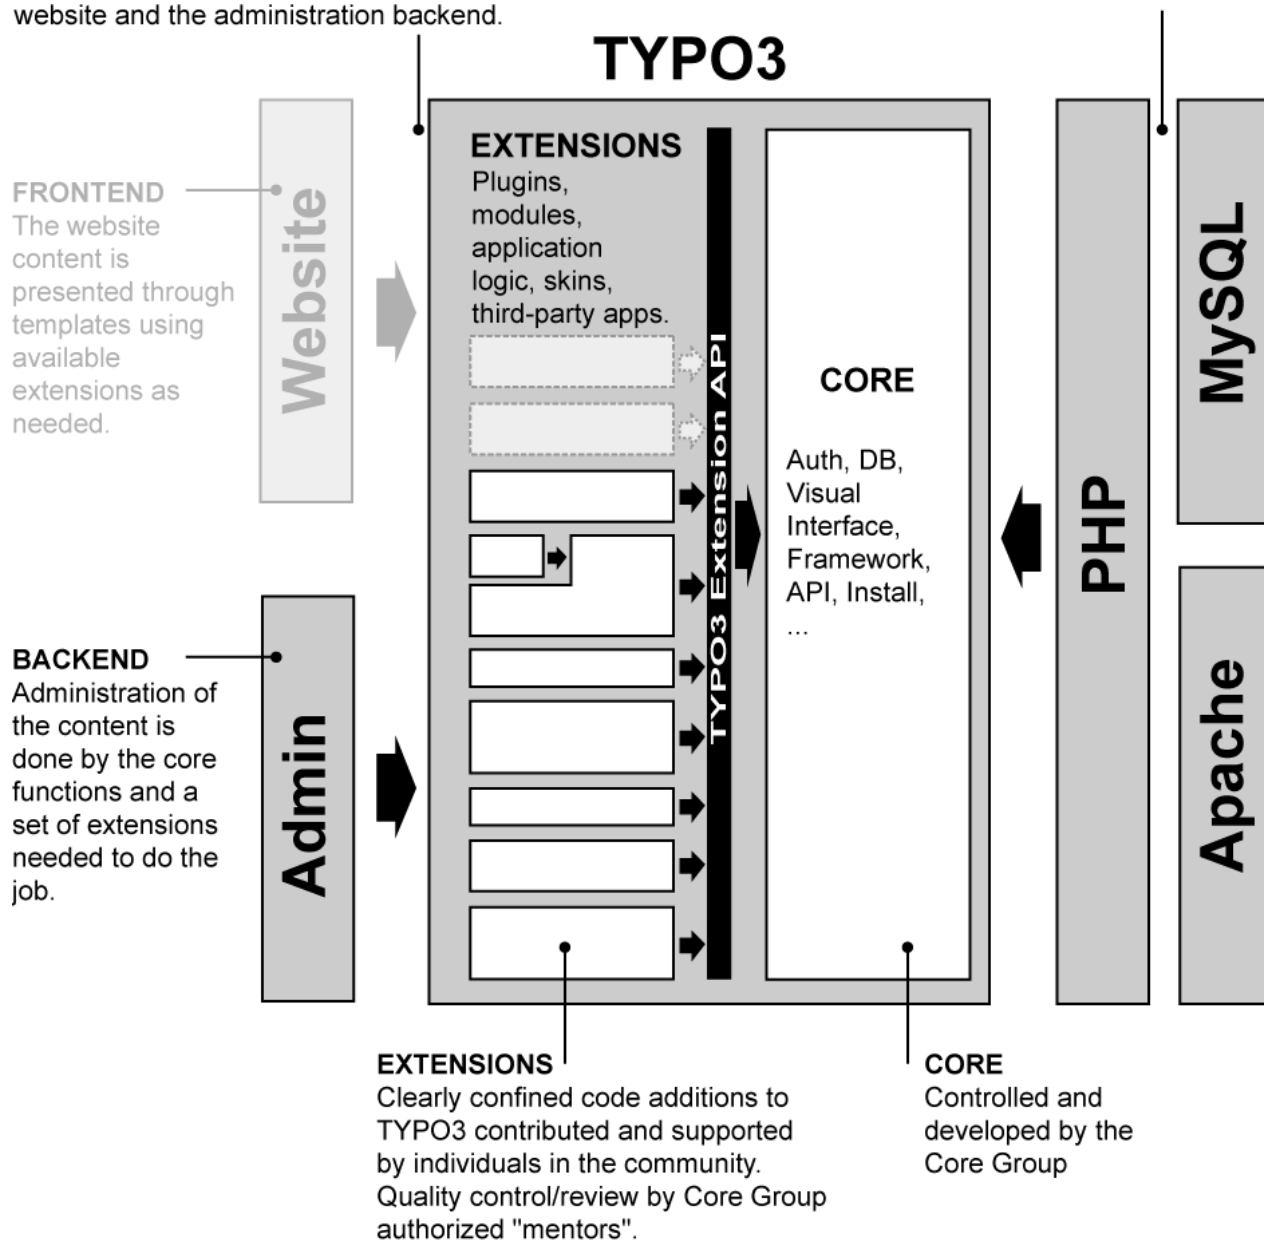 website and the administration backend.
TYPO3
EXTENSIONS
Plugins,
modules,
application
logic, skins,
third-party apps.
FRONTEND
The website
content is
presented through
templates using
available
extensions as
needed.
Website
BACKEND
Administration of
the content is
done by the core
functions and a
set of extensions
needed to do the
job.
Admin
TYPO3 Extension API
CORE
Auth, DB,
Visual
Interface,
Framework,
API, Install,
...
PHP
MySQL
Apache
EXTENSIONS
Clearly confined code additions to
TYPO3 contributed and supported
by individuals in the community.
Quality control/review by Core Group
authorized "mentors".
CORE
Controlled and
developed by the
Core Group